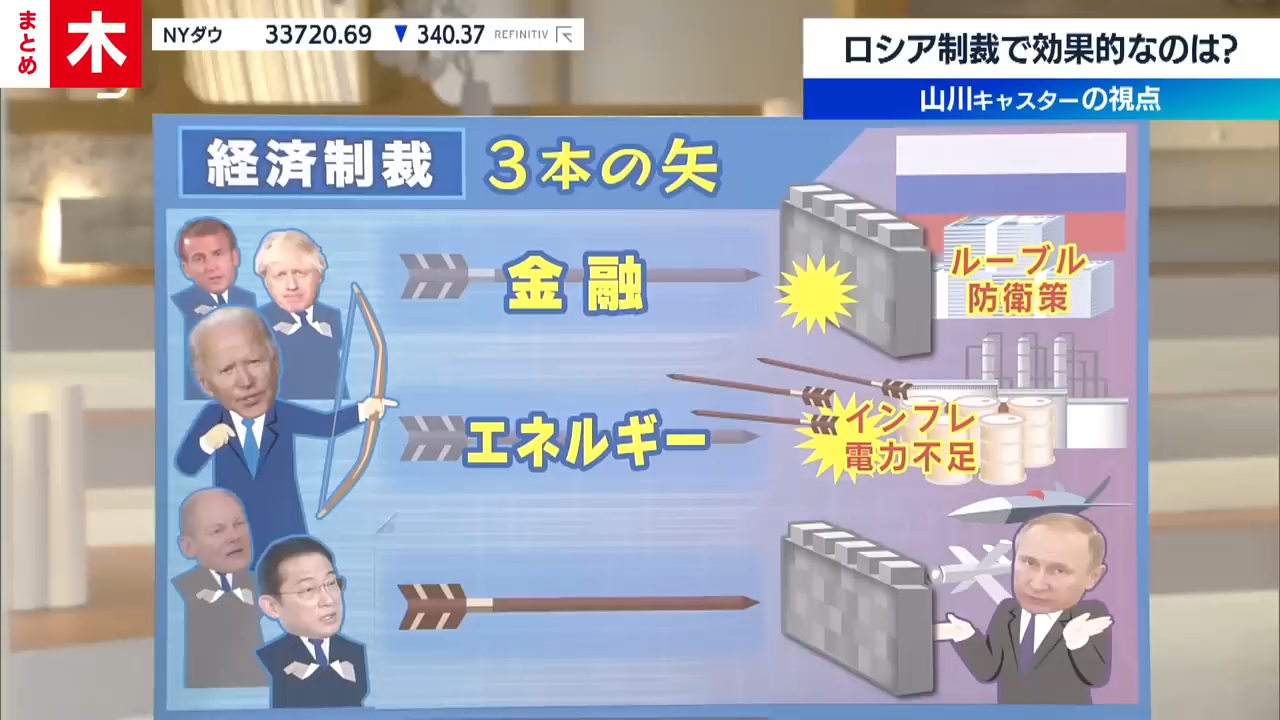 まとめ
木
NYダウ 33720.69 ▼ 340.37 REFINITIV
ロシア制裁で効果的なのは?
山川キャスターの視点
経済制裁 3本の矢
金融
ルーブル
防衛策
エネルギー
インフレ
電力不足